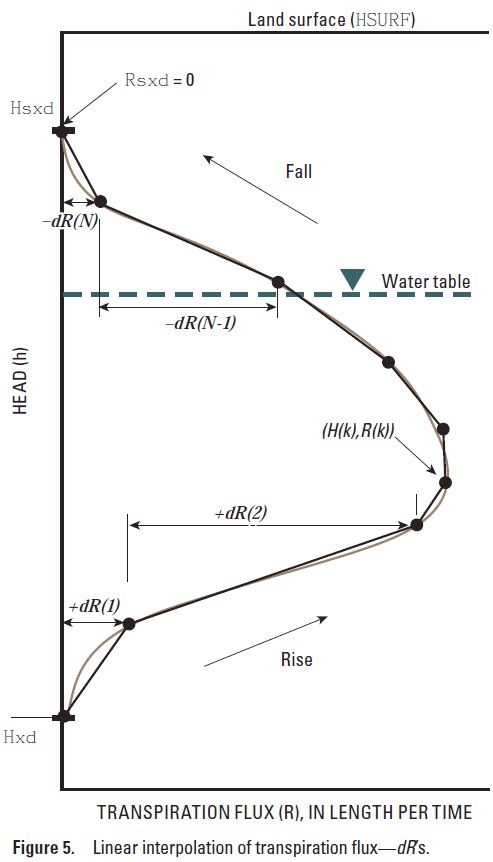 Land surface (HSURF)
Rsxd = 0
Hsxd
Fall
–dR(N)
Water table
–dR(N-1)
HEAD (h)
(H(k),R(k))
+dR(2)
+dR(1)
Rise
Hxd
TRANSPIRATION FLUX (R), IN LENGTH PER TIME
Figure 5. Linear interpolation of transpiration flux—dR's.